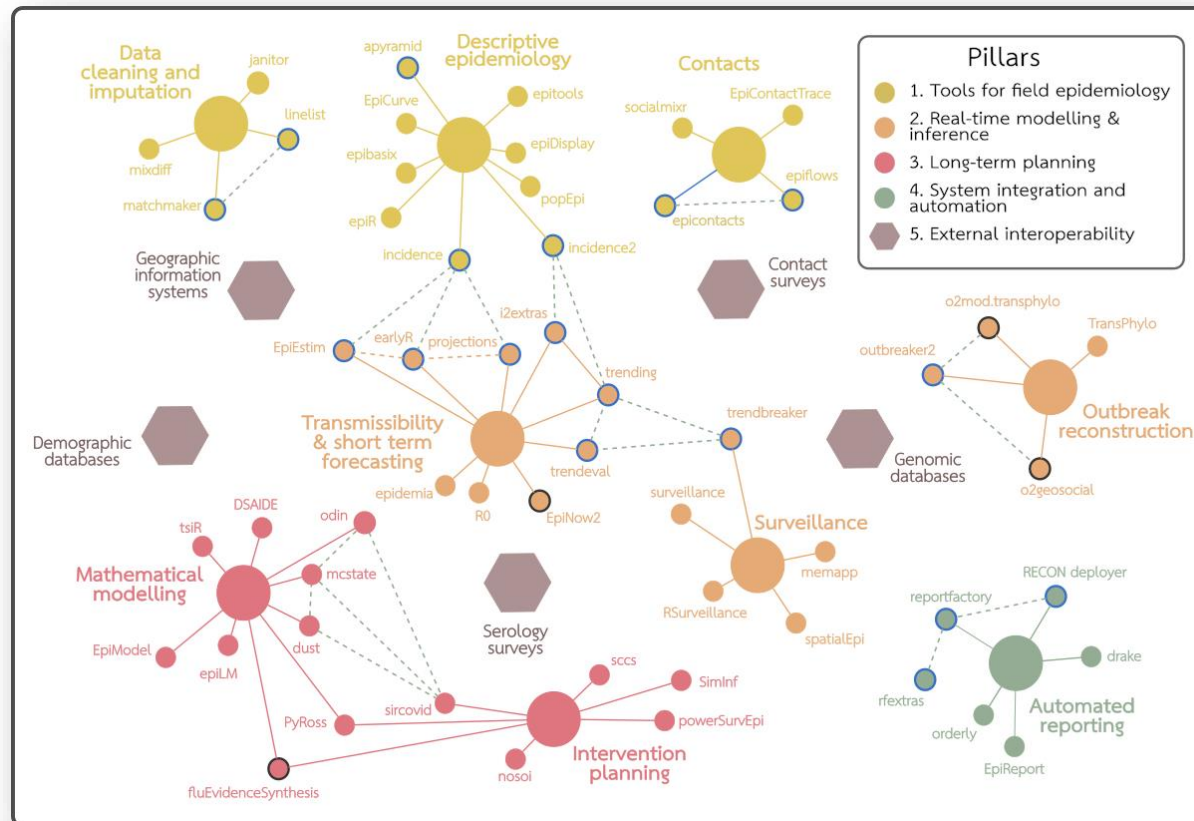 Data
cleaning and
imputation
janitor
linelist
mixdiff
matchmaker
apyramid
Descriptive
epidemiology
EpiCurve
epitools
epibasix
epiDisplay
popEpi
epiR
incidence
incidence2
Contacts
socialmixr
EpiContactTrace
epiflows
epicontacts
Pillars
1. Tools for field epidemiology
2. Real-time modelling &
inference
3. Long-term planning
4. System integration and
automation
5. External interoperability
Geographic
information
systems
Contact
surveys
EpiEstim
earlyR
projections
i2extras
trending
Transmissibility
& short term
forecasting
trendeval
trendbreaker
epidemia
R0
EpiNow2
o2mod.transphylo
TransPhylo
outbreaker2
Outbreak
reconstruction
o2geosocial
Demographic
databases
Genomic
databases
surveillance
Surveillance
memapp
RSurveillance
spatialEpi
DSAIDE
odin
tsiR
mcstate
Mathematical
modelling
dust
EpiModel
epiLM
PyRoss
sircovid
fluEvidenceSynthesis
Serology
surveys
sccs
SimInf
powerSurvEpi
Intervention
planning
nosoi
RECON deployer
reportfactory
drake
rfextras
Automated
reporting
orderly
EpiReport